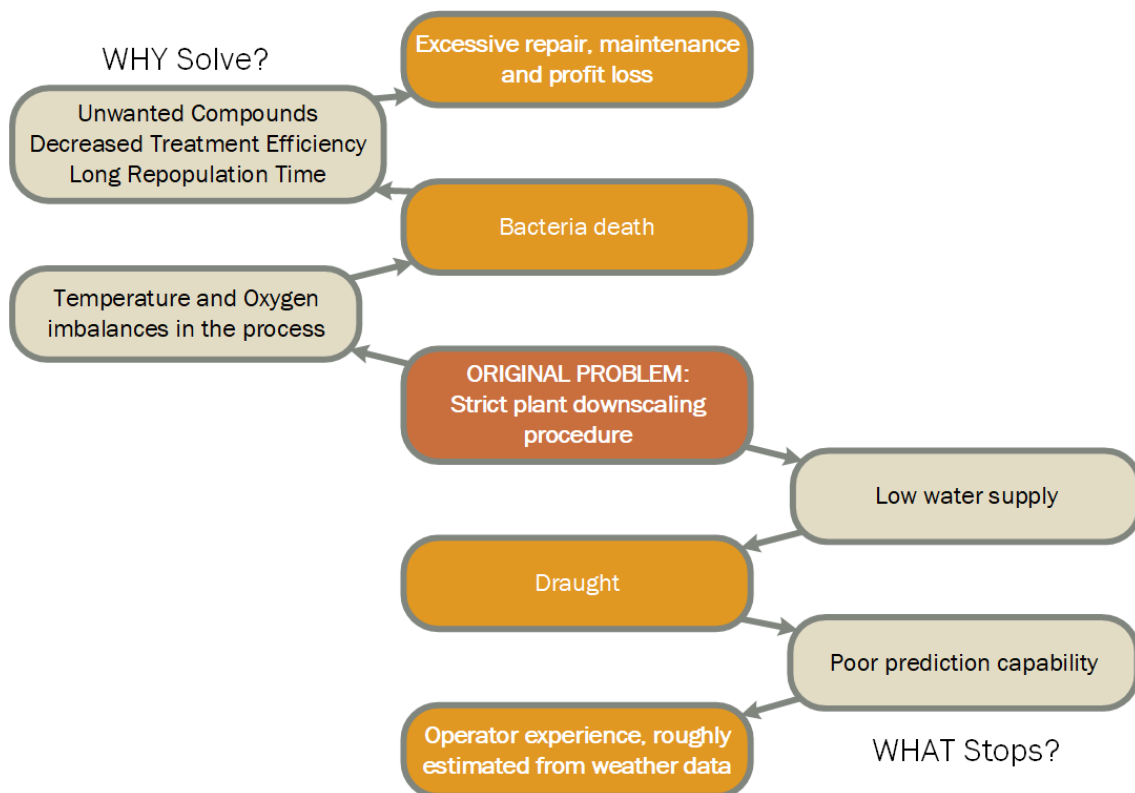 Excessive repair, maintenance
and profit loss
WHY Solve?
Unwanted Compounds
Decreased Treatment Efficiency
Long Repopulation Time
Bacteria death
Temperature and Oxygen
imbalances in the process
ORIGINAL PROBLEM:
Strict plant downscaling
procedure
Low water supply
Draught
Poor prediction capability
Operator experience, roughly
estimated from weather data
WHAT Stops?